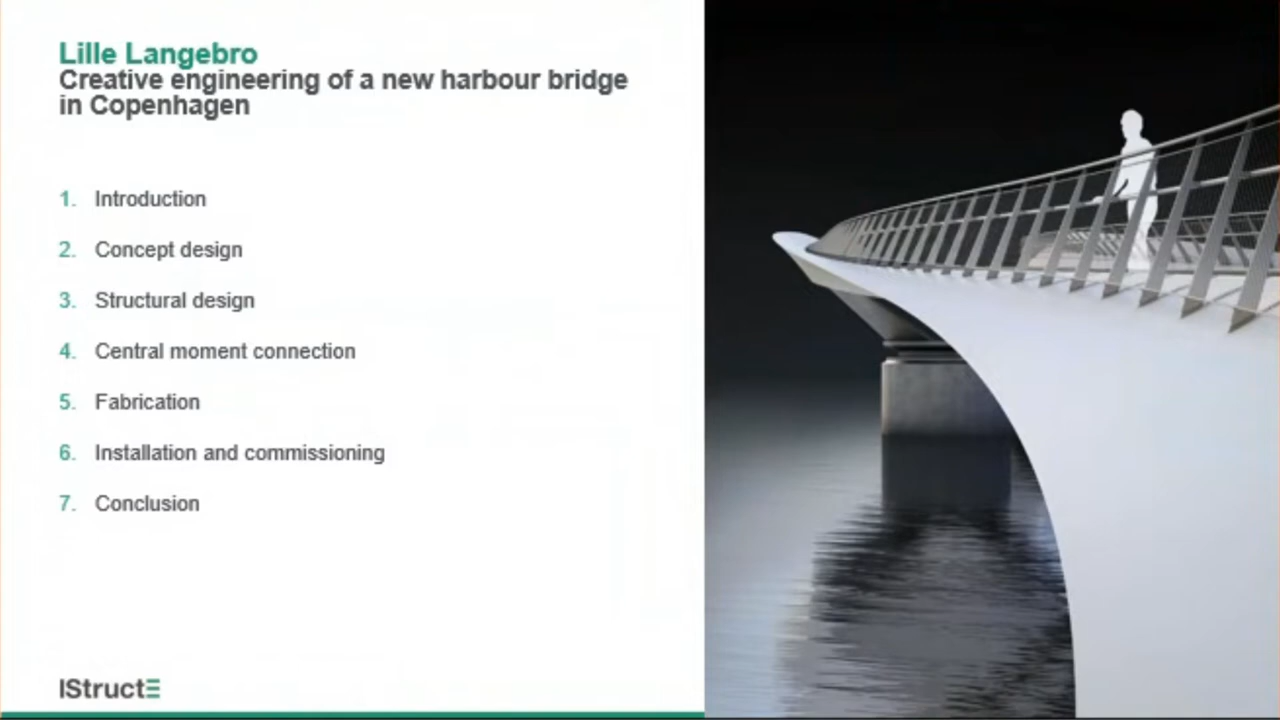 Lille Langebro
Creative engineering of a new harbour bridge
in Copenhagen
1. Introduction
2. Concept design
3. Structural design
4. Central moment connection
5. Fabrication
6. Installation and commissioning
7. Conclusion
IStructE